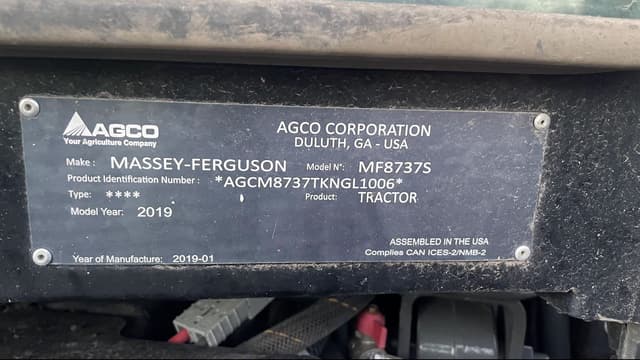 AGCO
Your Agriculture Company
AGCO CORPORATION
DULUTH, GA - USA
Make : MASSEY-FERGUSON Model N°: MF8737S
Product Identification Number : *AGCM8737TKNGL1006*
Type: **** Product: TRACTOR
Model Year: 2019
ASSEMBLED IN THE USA
Year of Manufacture: 2019-01 Complies CAN ICES-2/NMB-2